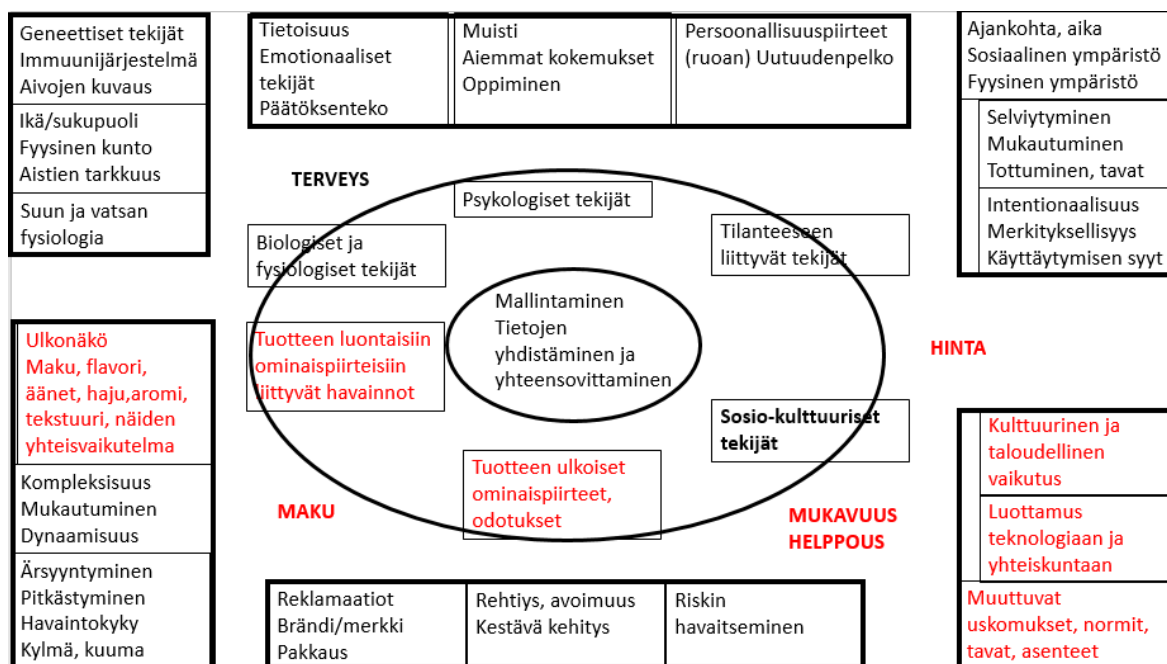 Geneettiset tekijät
Immuunijärjestelmä
Aivojen kuvaus
Ikä/sukupuoli
Fyysinen kunto
Aistien tarkkuus
Suun ja vatsan
fysiologia
Tietoisuus
Emotionaaliset
tekijät
Päätöksenteko
Muisti
Aiemmat kokemukset
Oppiminen
Persoonallisuuspiirteet
(ruoan) Uutuudenpelko
Ajankohta, aika
Sosiaalinen ympäristö
Fyysinen ympäristö
Selviytyminen
Mukautuminen
Tottuminen, tavat
Intentionaalisuus
Merkityksellisyys
Käyttäytymisen syyt
TERVEYS
Psykologiset tekijät
Biologiset ja
fysiologiset tekijät
Tilanteeseen
liittyvät tekijät
Mallintaminen
Tietojen
yhdistäminen ja
yhteensovittaminen
Tuotteen luontaisiin
ominaispiirteisiin
liittyvät havainnot
HINTA
Sosio-kulttuuriset
tekijät
Tuotteen ulkoiset
ominaispiirteet,
odotukset
MAKU
MUKAVUUS
HELPPOUS
Ulkonäkö
Maku, flavori,
äänet, haju,aromi,
tekstuuri, näiden
yhteisvaikutelma
Kompleksisuus
Mukautuminen
Dynaamisuus
Ärsyyntyminen
Pitkästyminen
Havaintokyky
Kylmä, kuuma
Reklamaatiot
Brändi/merkki
Pakkaus
Rehtiys, avoimuus
Kestävä kehitys
Riskin
havaitseminen
Kulttuurinen ja
taloudellinen
vaikutus
Luottamus
teknologiaan ja
yhteiskuntaan
Muuttuvat
uskomukset, normit,
tavat, asenteet